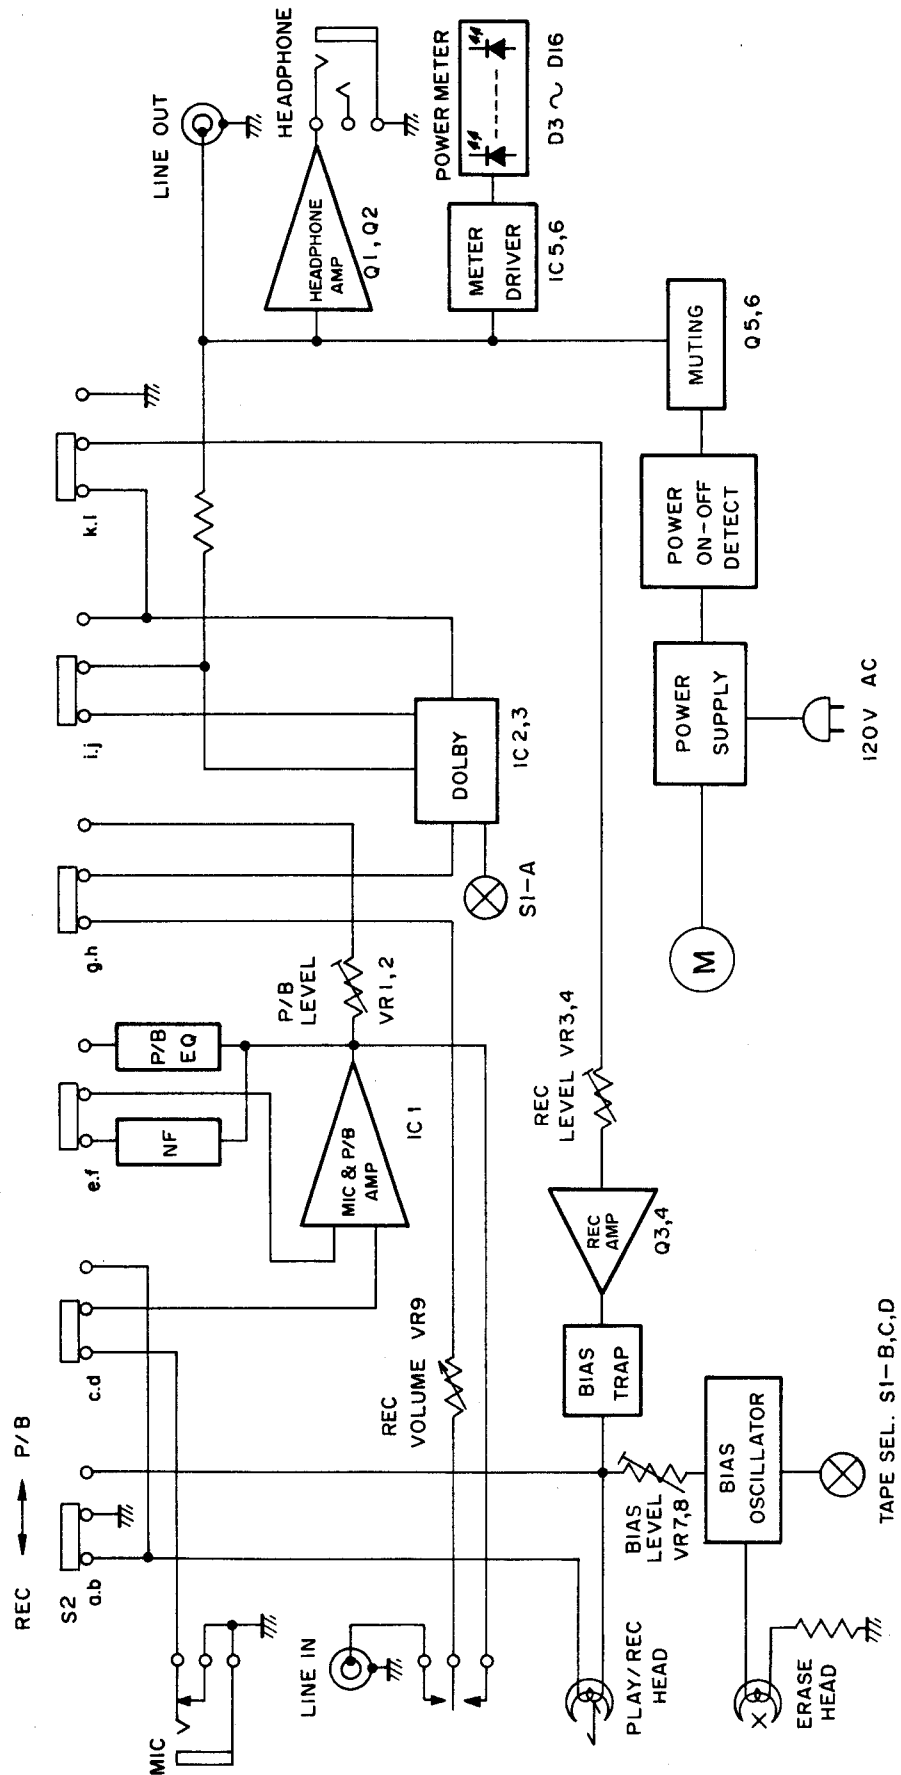 REC ⟷ P/B
S2
a.b
c.d
e.f
g.h
i.j
k.l
MIC
LINE IN
NF
P/B
EQ
MIC & P/B
AMP
IC 1
P/B
LEVEL
VR1, 2
REC
VOLUME VR9
DOLBY
IC 2,3
S1-A
LINE OUT
HEADPHONE
HEADPHONE
AMP
Q1, Q2
POWER METER
D3 ~ D16
METER
DRIVER
IC 5,6
MUTING
Q5,6
POWER
ON-OFF
DETECT
POWER
SUPPLY
120V AC
M
REC
LEVEL VR3,4
REC
AMP
Q3,4
BIAS
TRAP
BIAS
LEVEL
VR7,8
BIAS
OSCILLATOR
TAPE SEL. S1-B,C,D
PLAY/REC
HEAD
ERASE
HEAD